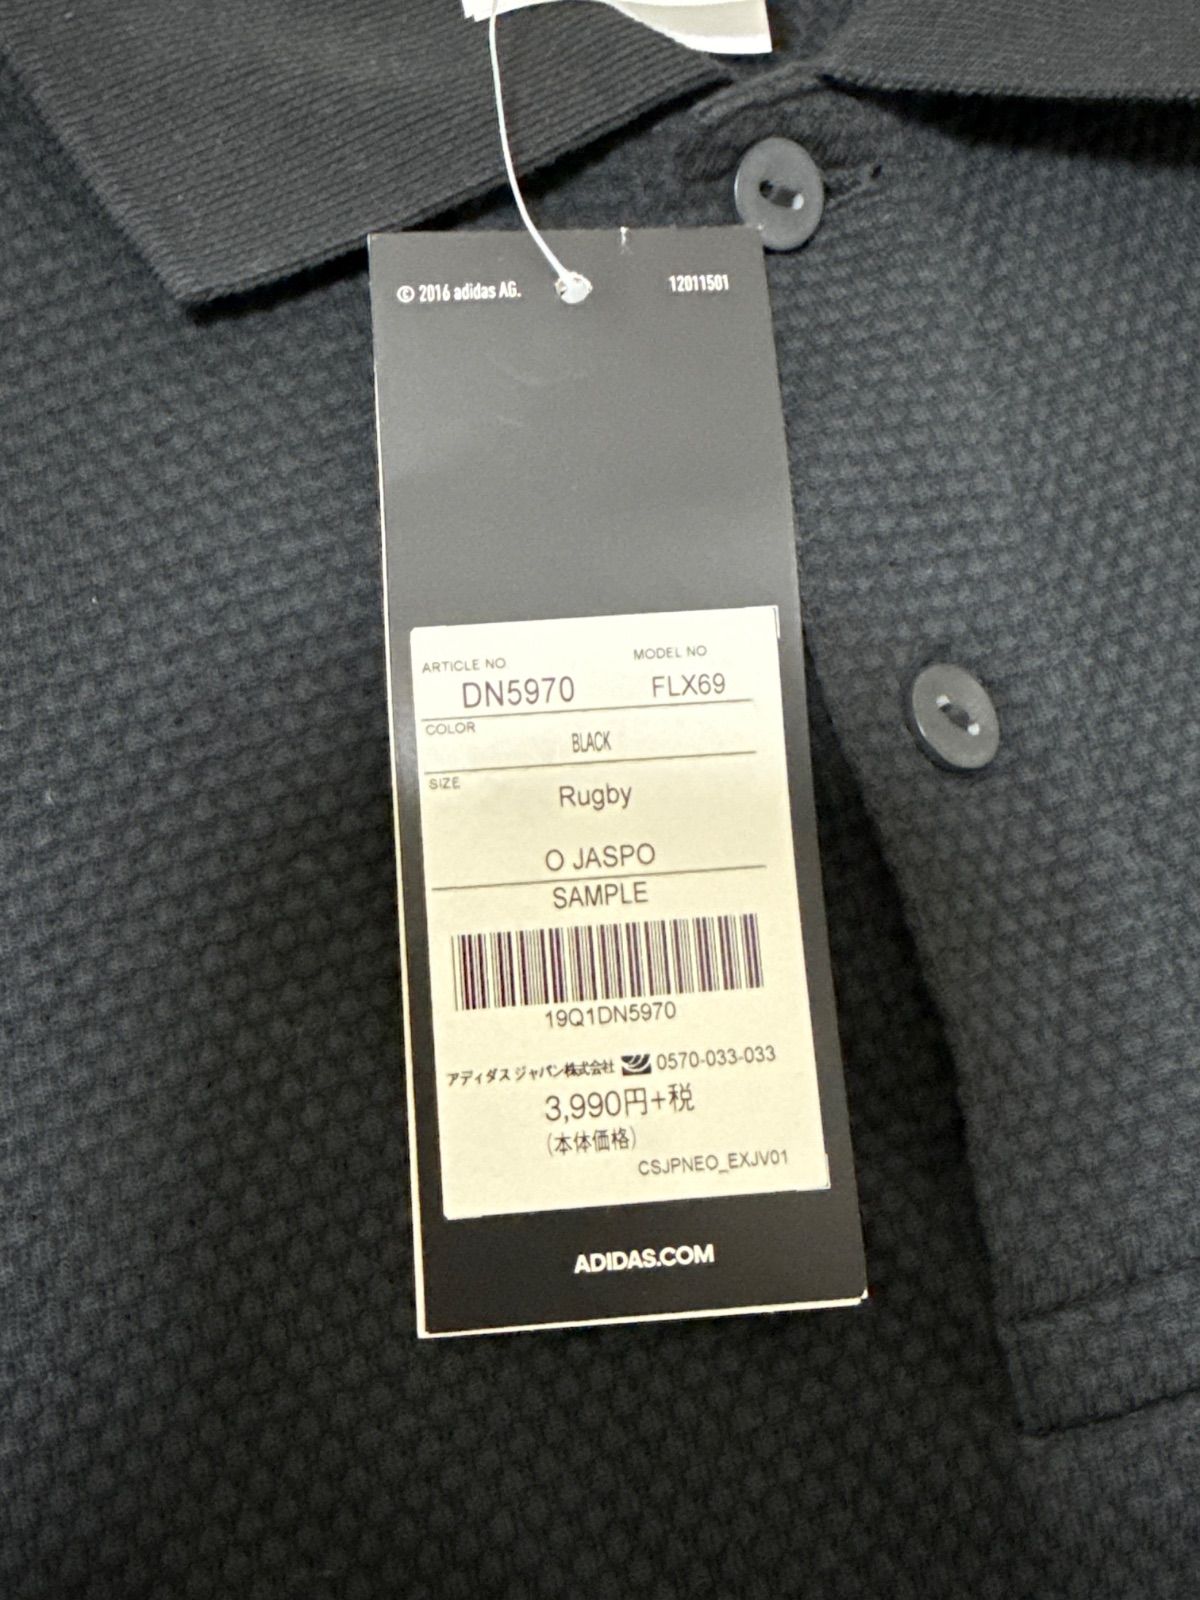 © 2016 adidas AG. 12011501
ARTICLE NO MODEL NO
DN5970 FLX69
COLOR
BLACK
SIZE
Rugby
O JASPO
SAMPLE
19Q1DN5970
アディダス ジャパン株式会社 0570-033-033
3,990円+税
(本体価格)
CSJPNEO_EXJV01
ADIDAS.COM